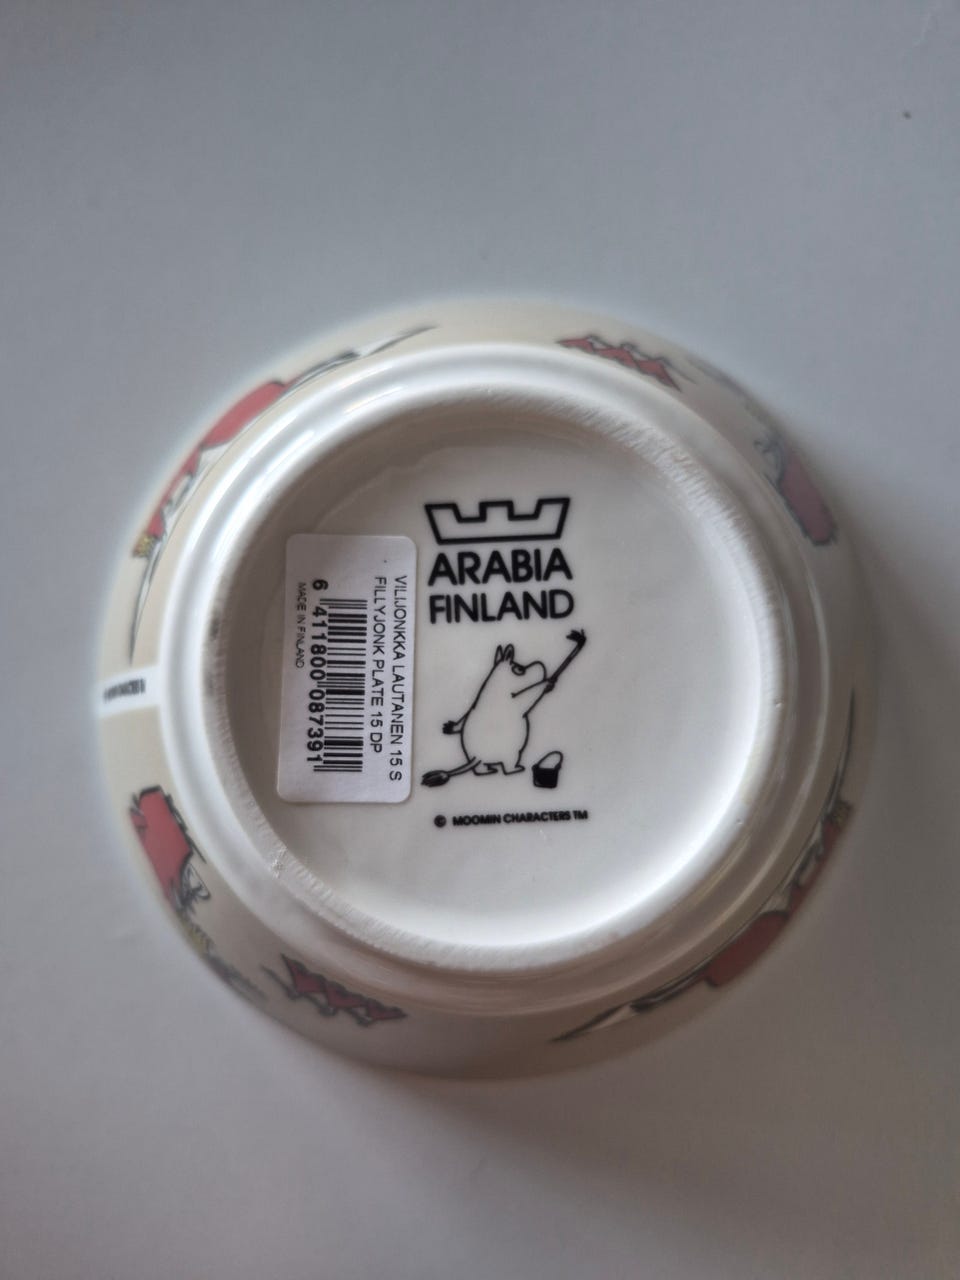 ARABIA
FINLAND
© MOOMIN CHARACTERS TM
VILIJONKKA LAUTANEN 15 S
FILLYJONK PLATE 15 DP
6 411800 087391
MADE IN FINLAND